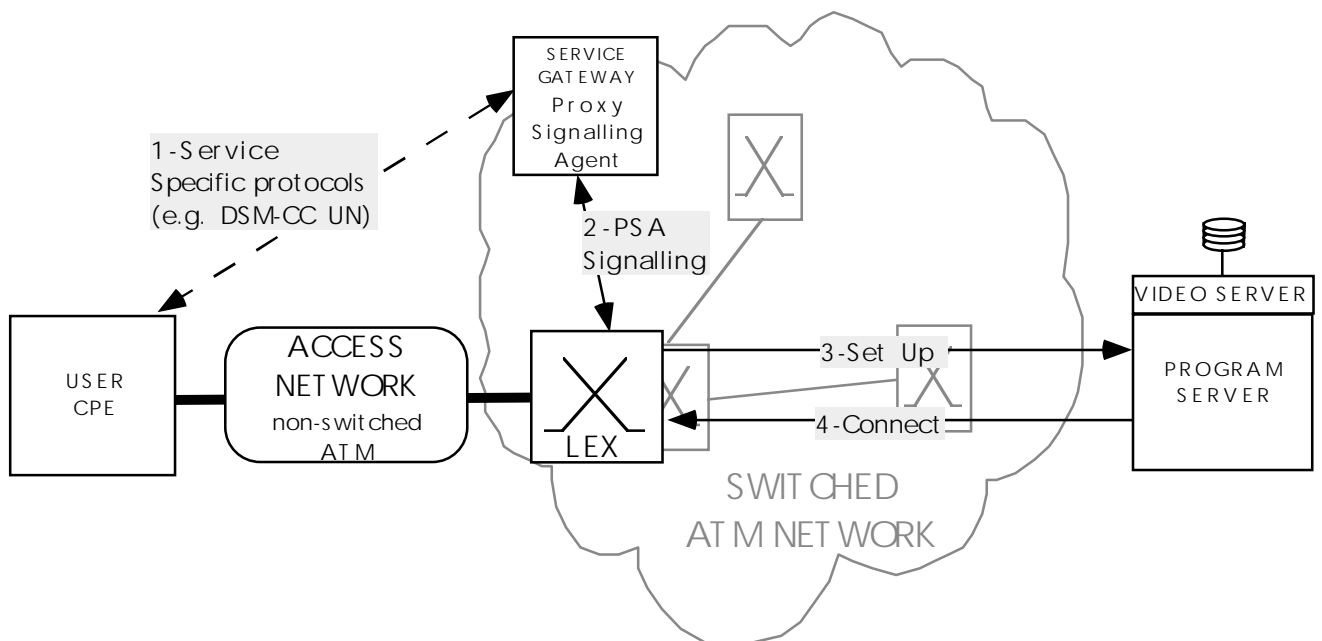 SERVICE
GATEWAY
Proxy
Signalling
Agent
1-Service
Specific protocols
(e.g. DSM-CC UN)
2-PSA
Signalling
VIDEO SERVER
PROGRAM
SERVER
USER
CPE
ACCESS
NETWORK
non-switched
ATM
LEX
3-Set Up
4-Connect
SWITCHED
ATM NETWORK